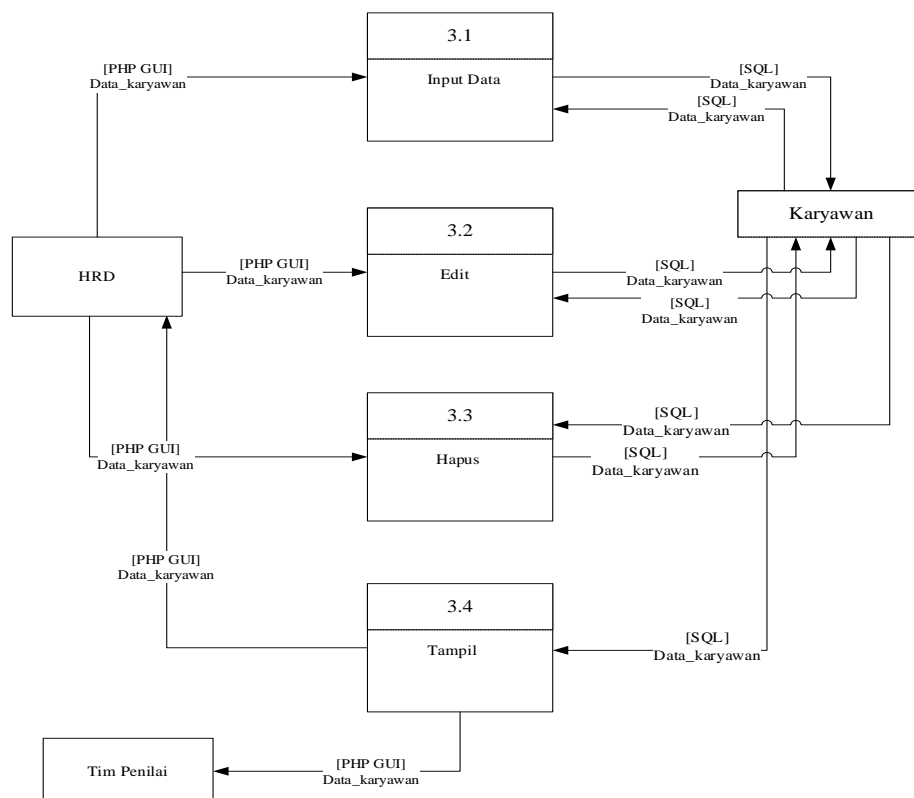 3.1
Input Data
[PHP GUI]
Data_karyawan
[SQL]
Data_karyawan
[SQL]
Data_karyawan
Karyawan
3.2
Edit
HRD
[PHP GUI]
Data_karyawan
[SQL]
Data_karyawan
[SQL]
Data_karyawan
3.3
Hapus
[SQL]
Data_karyawan
[PHP GUI]
Data_karyawan
[SQL]
Data_karyawan
[PHP GUI]
Data_karyawan
3.4
Tampil
[SQL]
Data_karyawan
Tim Penilai
[PHP GUI]
Data_karyawan